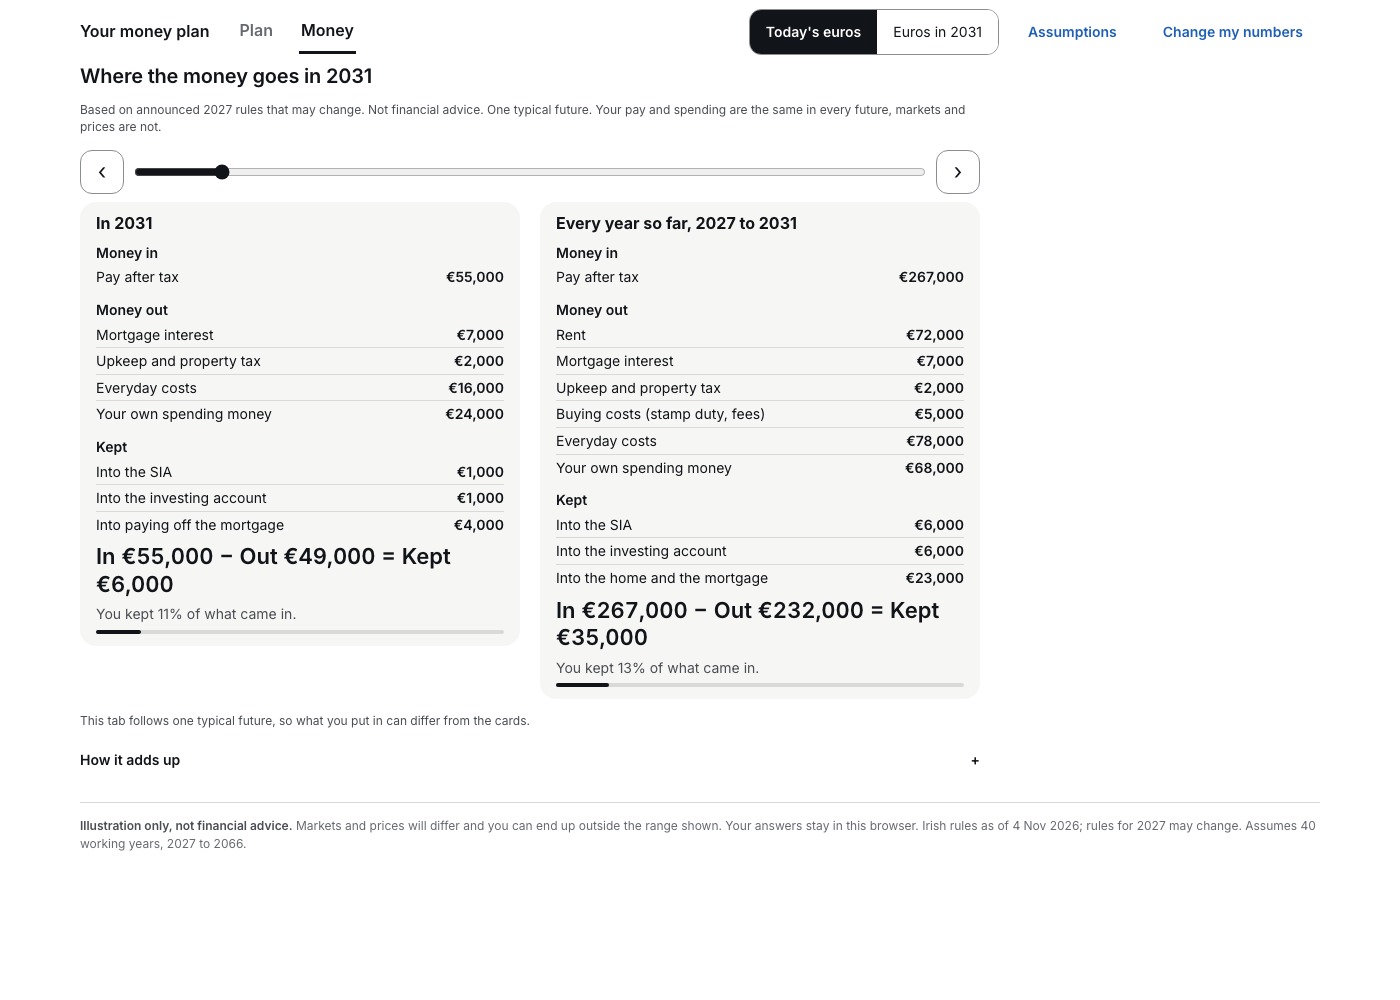 Your money plan
Plan
Money
Today's euros
Euros in 2031
Assumptions
Change my numbers
Where the money goes in 2031
Based on announced 2027 rules that may change. Not financial advice. One typical future. Your pay and spending are the same in every future, markets and
prices are not.
‹
›
In 2031
Money in
Pay after tax €55,000
Money out
Mortgage interest €7,000
Upkeep and property tax €2,000
Everyday costs €16,000
Your own spending money €24,000
Kept
Into the SIA €1,000
Into the investing account €1,000
Into paying off the mortgage €4,000
In €55,000 − Out €49,000 = Kept
€6,000
You kept 11% of what came in.
Every year so far, 2027 to 2031
Money in
Pay after tax €267,000
Money out
Rent €72,000
Mortgage interest €7,000
Upkeep and property tax €2,000
Buying costs (stamp duty, fees) €5,000
Everyday costs €78,000
Your own spending money €68,000
Kept
Into the SIA €6,000
Into the investing account €6,000
Into the home and the mortgage €23,000
In €267,000 − Out €232,000 = Kept
€35,000
You kept 13% of what came in.
This tab follows one typical future, so what you put in can differ from the cards.
How it adds up +
Illustration only, not financial advice. Markets and prices will differ and you can end up outside the range shown. Your answers stay in this browser. Irish rules as of 4 Nov 2026; rules for 2027 may change. Assumes 40
working years, 2027 to 2066.